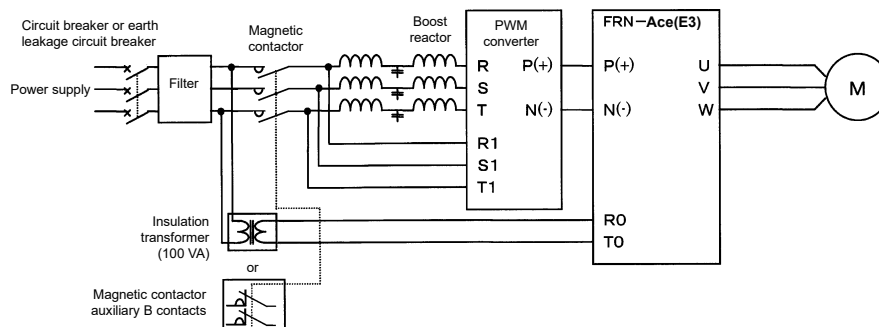 Circuit breaker or earth
leakage circuit breaker
Magnetic
contactor
Boost
reactor
PWM
converter
FRN-Ace(E3)
Power supply
Filter
R
S
T
P(+)
N(-)
R1
S1
T1
P(+)
N(-)
U
V
W
M
R0
T0
Insulation
transformer
(100 VA)
or
Magnetic contactor
auxiliary B contacts